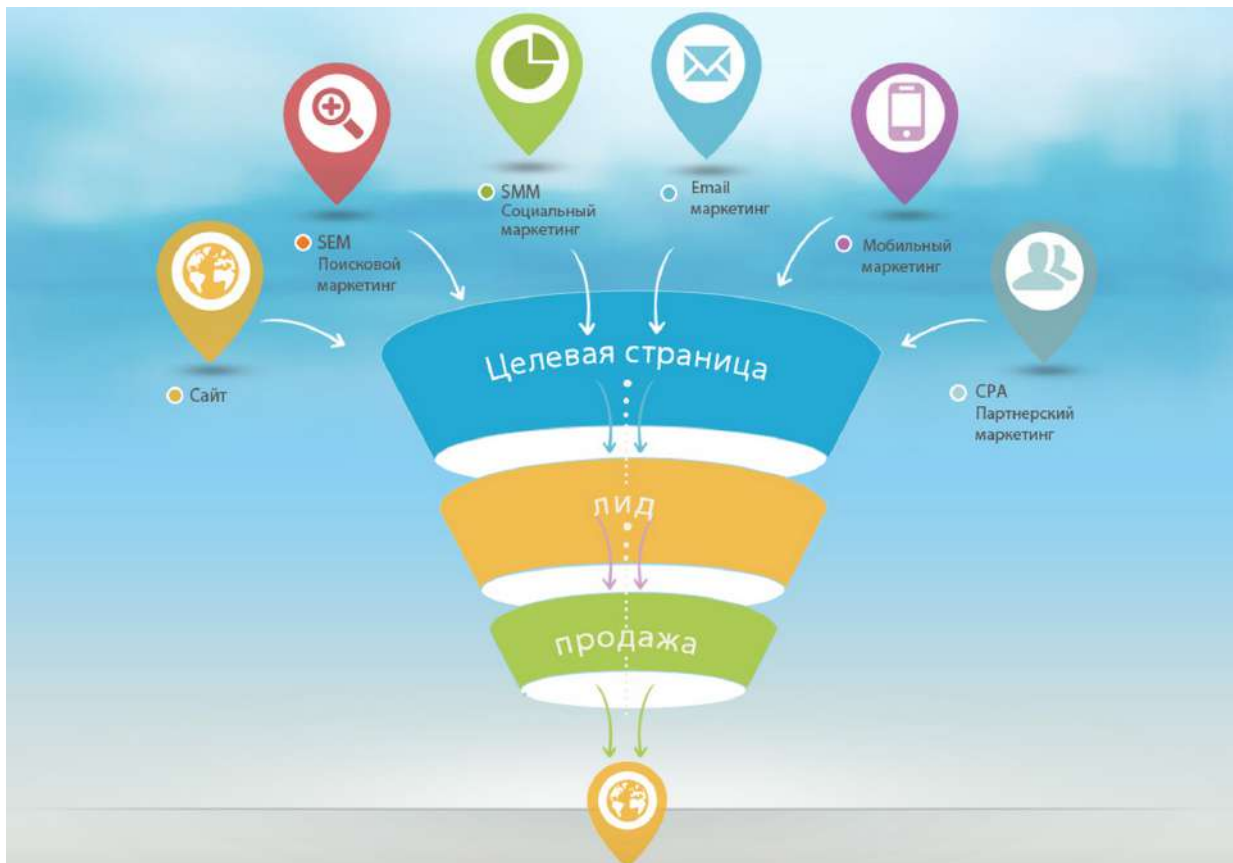 SMM
Социальный
маркетинг
Email
маркетинг
SEM
Поисковой
маркетинг
Мобильный
маркетинг
Сайт
CPA
Партнерский
маркетинг
Целевая страница
лид
продажа